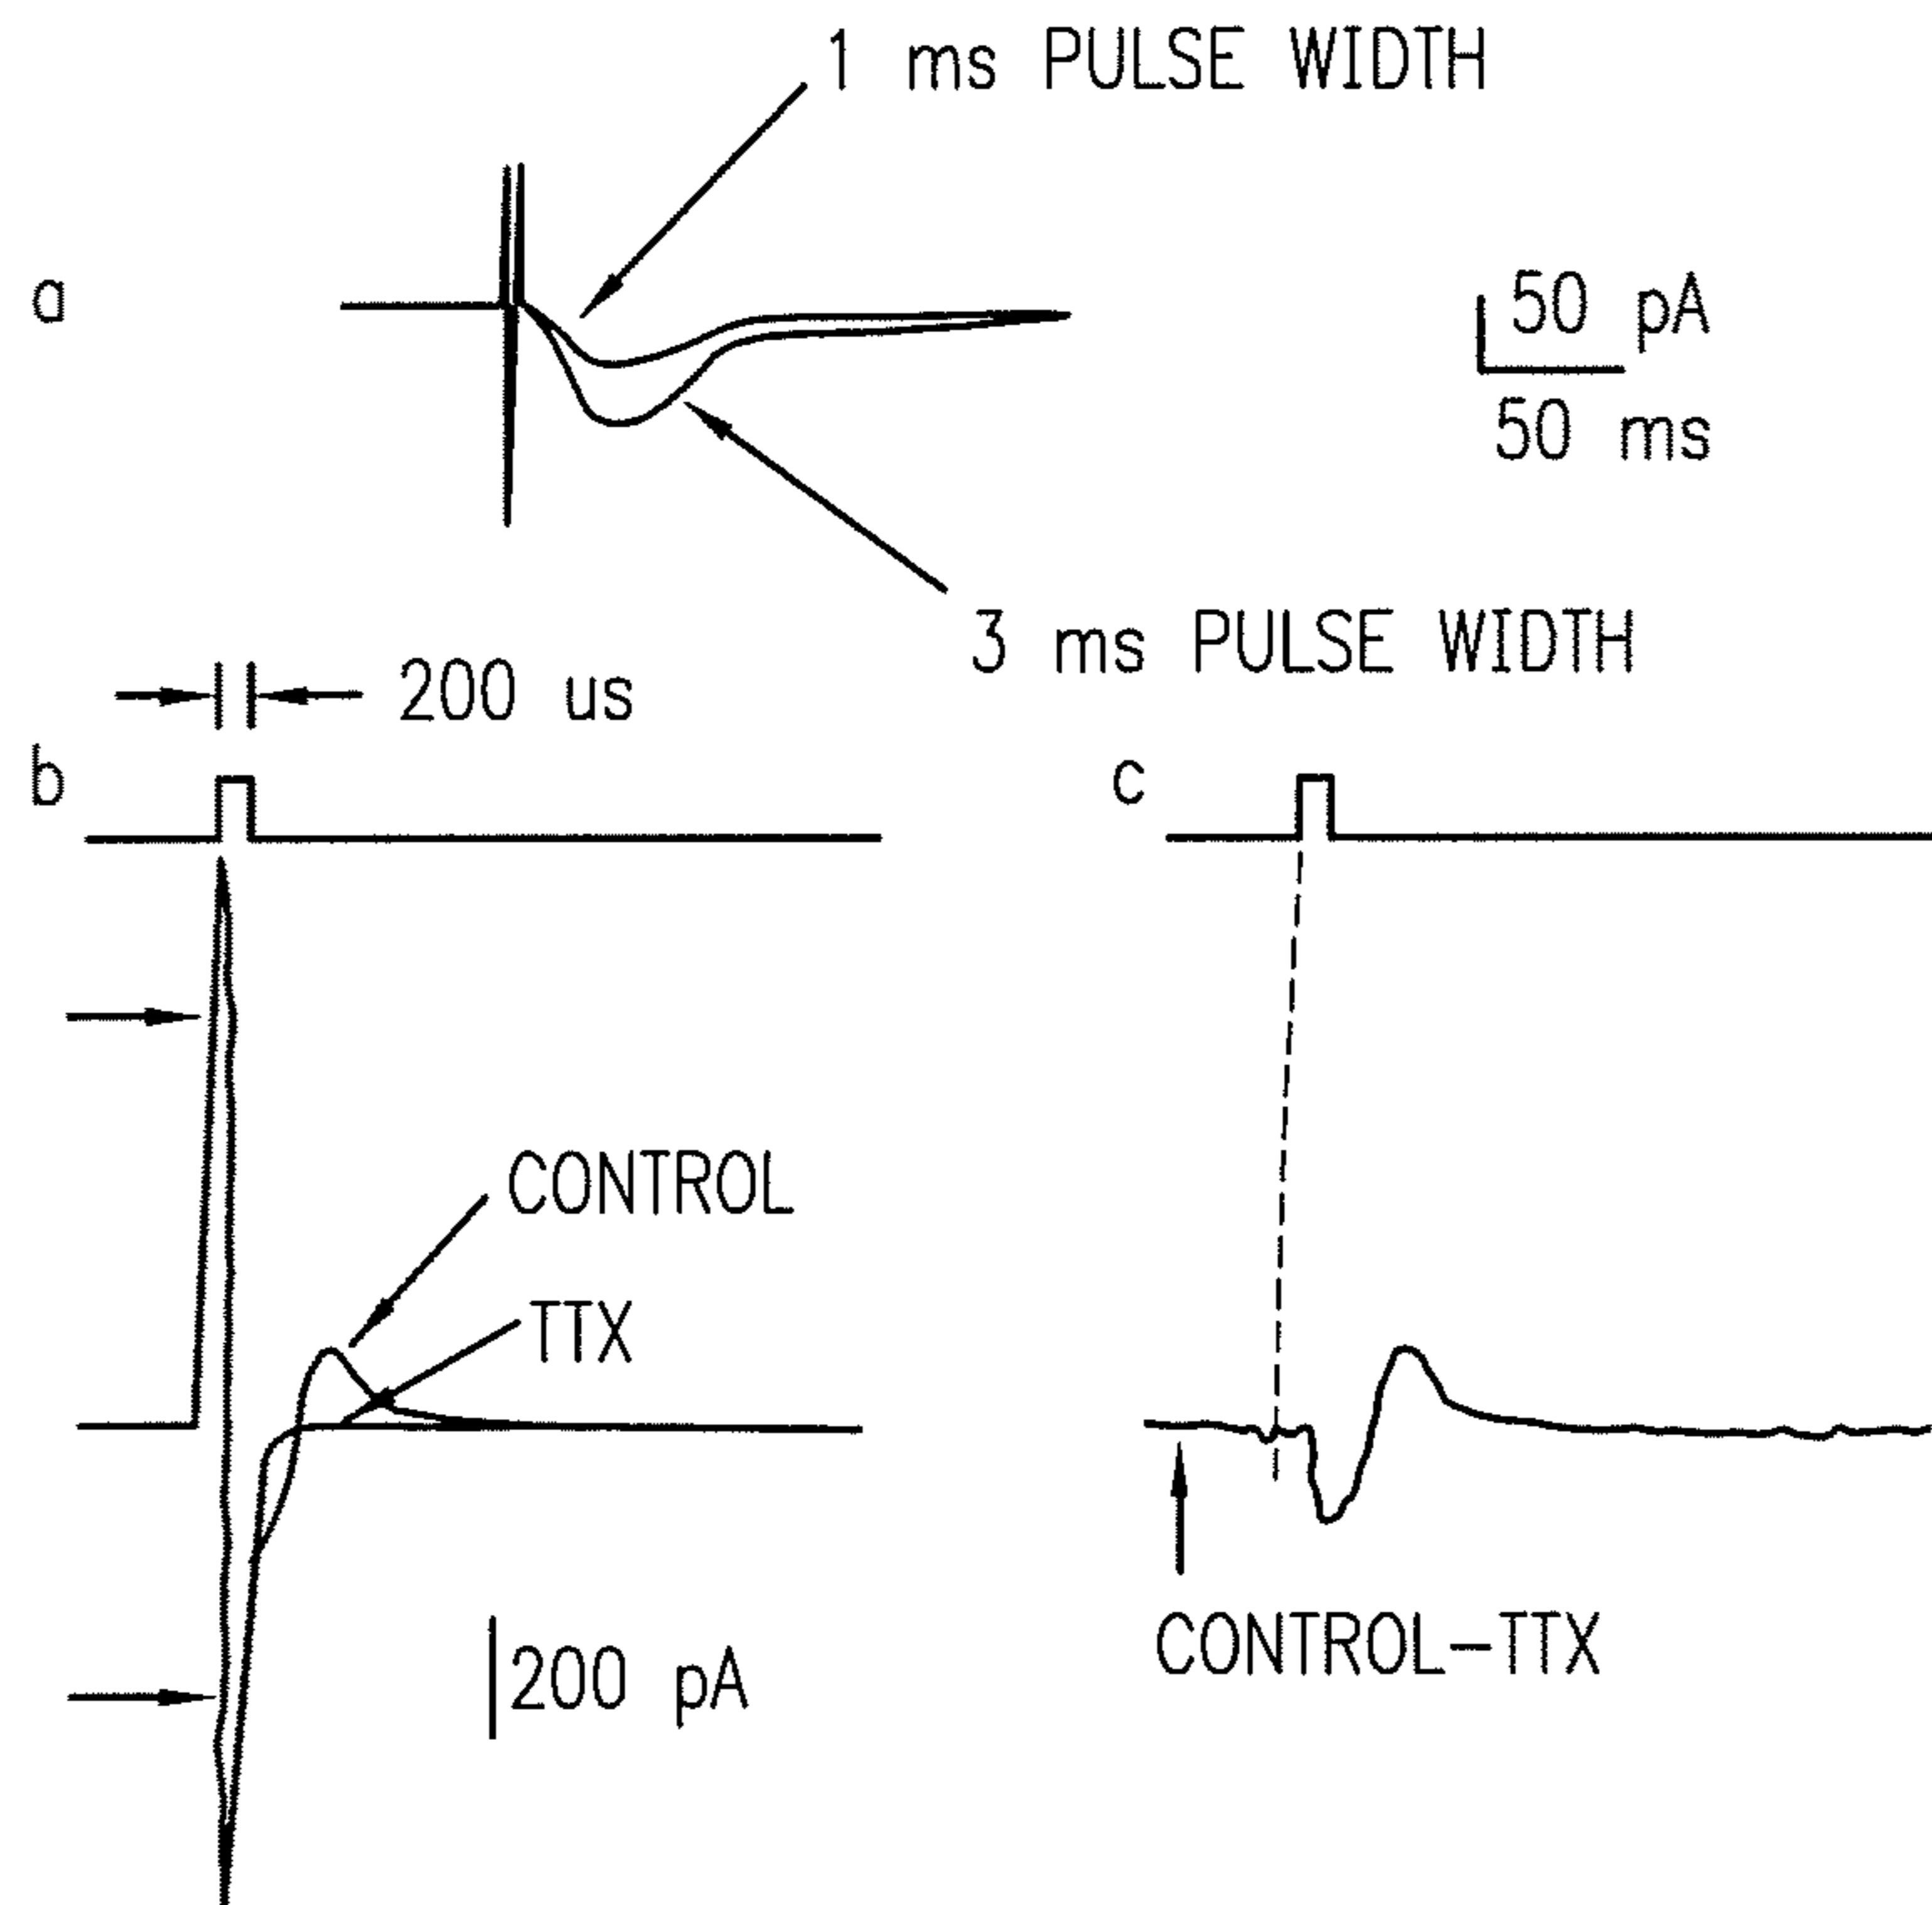 1 ms PULSE WIDTH
a
50 pA
50 ms
3 ms PULSE WIDTH
200 us
b
c
CONTROL
TTX
200 pA
CONTROL-TTX